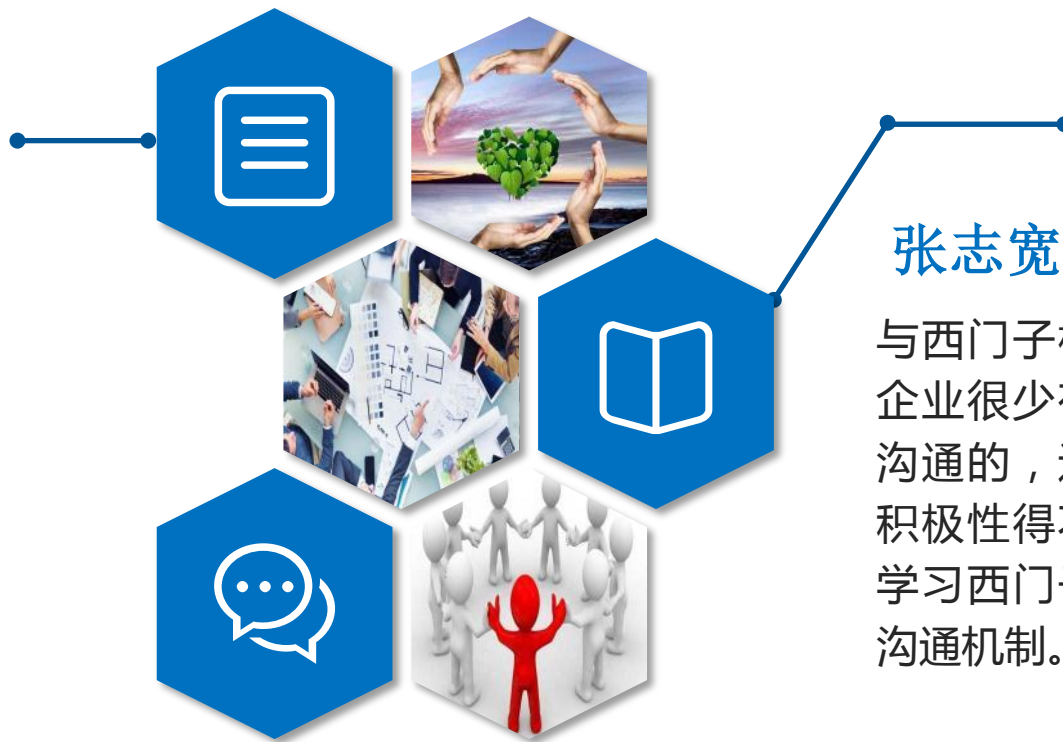 张志宽
与西门子
企业很少
沟通的，
积极性得
学习西门
沟通机制。